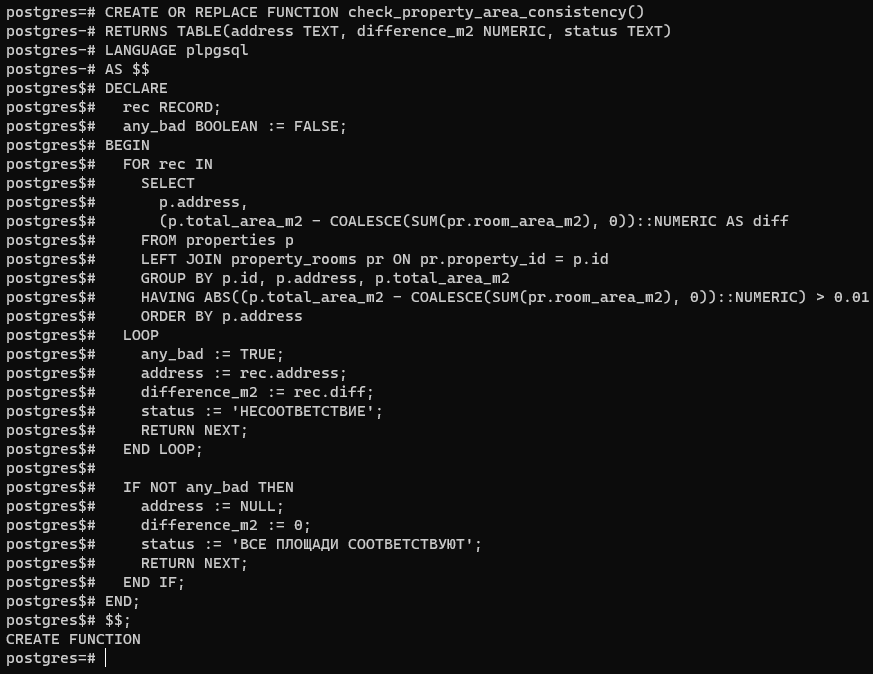 postgres=# CREATE OR REPLACE FUNCTION check_property_area_consistency()
postgres-# RETURNS TABLE(address TEXT, difference_m2 NUMERIC, status TEXT)
postgres-# LANGUAGE plpgsql
postgres-# AS $$
postgres$# DECLARE
postgres$#   rec RECORD;
postgres$#   any_bad BOOLEAN := FALSE;
postgres$# BEGIN
postgres$#   FOR rec IN
postgres$#     SELECT
postgres$#       p.address,
postgres$#       (p.total_area_m2 - COALESCE(SUM(pr.room_area_m2), 0))::NUMERIC AS diff
postgres$#     FROM properties p
postgres$#     LEFT JOIN property_rooms pr ON pr.property_id = p.id
postgres$#     GROUP BY p.id, p.address, p.total_area_m2
postgres$#     HAVING ABS((p.total_area_m2 - COALESCE(SUM(pr.room_area_m2), 0))::NUMERIC) > 0.01
postgres$#     ORDER BY p.address
postgres$#   LOOP
postgres$#     any_bad := TRUE;
postgres$#     address := rec.address;
postgres$#     difference_m2 := rec.diff;
postgres$#     status := 'НЕСООТВЕТСТВИЕ';
postgres$#     RETURN NEXT;
postgres$#   END LOOP;
postgres$#
postgres$#   IF NOT any_bad THEN
postgres$#     address := NULL;
postgres$#     difference_m2 := 0;
postgres$#     status := 'ВСЕ ПЛОЩАДИ СООТВЕТСТВУЮТ';
postgres$#     RETURN NEXT;
postgres$#   END IF;
postgres$# END;
postgres$# $$;
CREATE FUNCTION
postgres=#